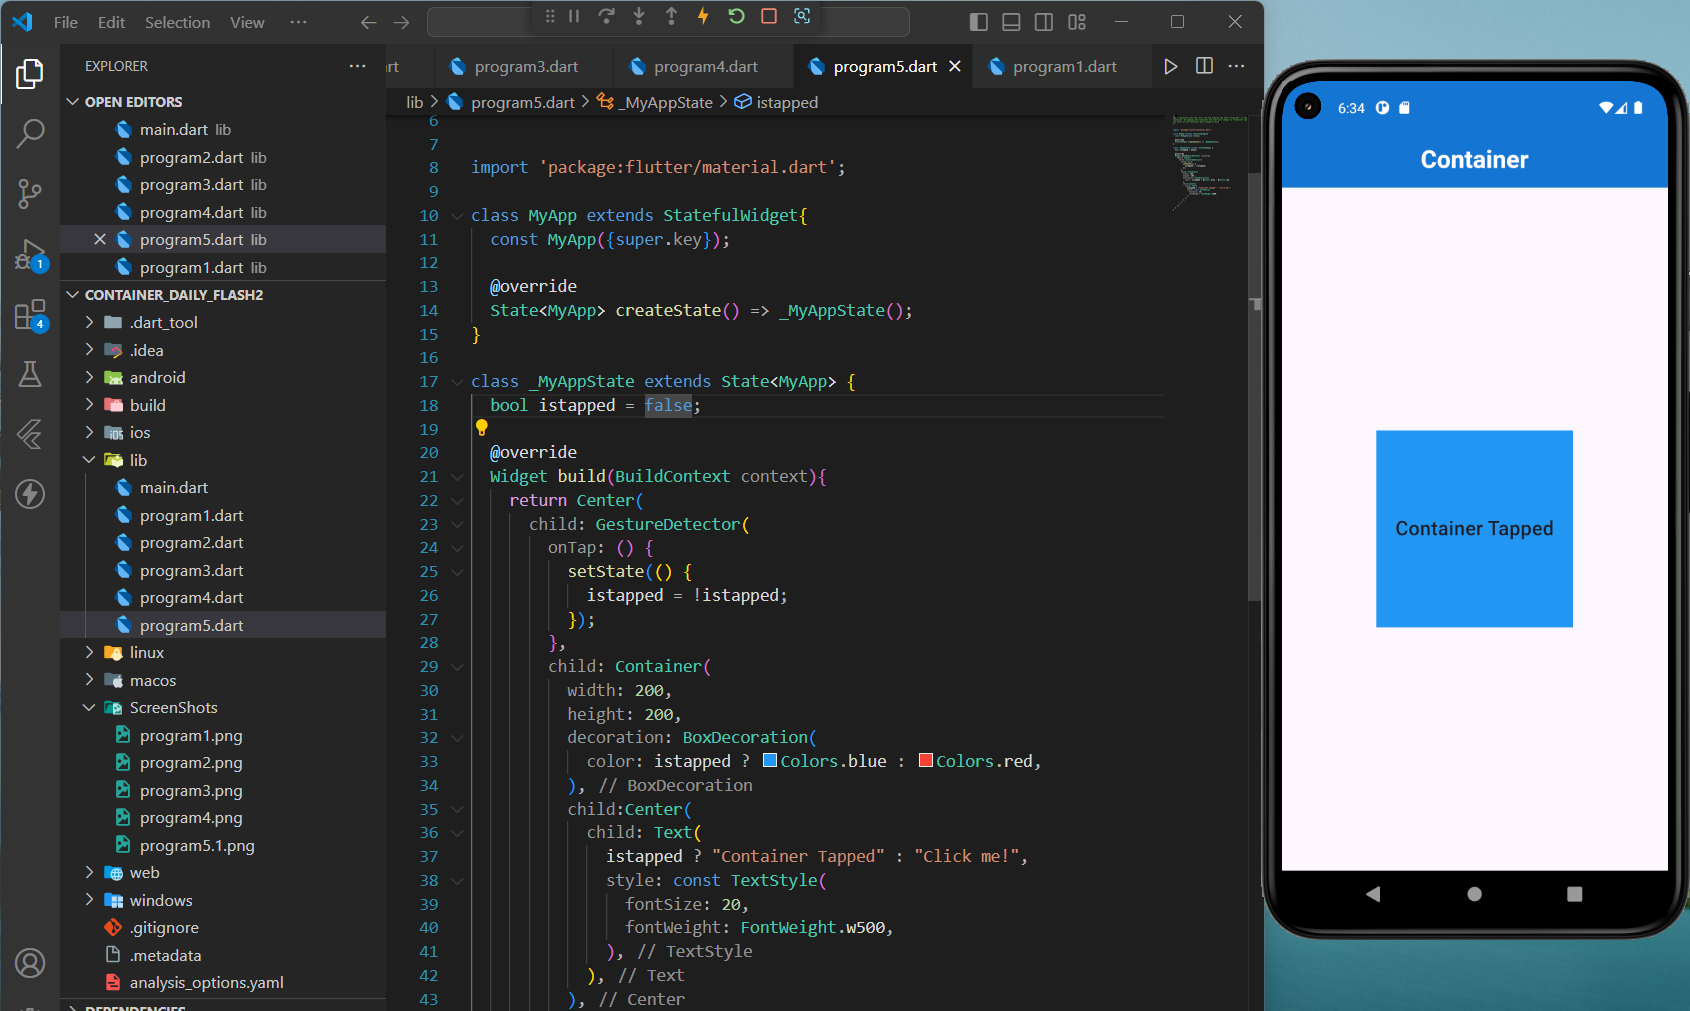 File Edit Selection View ···
EXPLORER ···
OPEN EDITORS
main.dart lib
program2.dart lib
program3.dart lib
program4.dart lib
program5.dart lib
program1.dart lib
1
4
CONTAINER_DAILY_FLASH2
.dart_tool
.idea
android
build
ios
lib
main.dart
program1.dart
program2.dart
program3.dart
program4.dart
program5.dart
linux
macos
ScreenShots
program1.png
program2.png
program3.png
program4.png
program5.1.png
web
windows
.gitignore
.metadata
analysis_options.yaml
DEPENDENCIES
rt program3.dart program4.dart program5.dart program1.dart ···
lib > program5.dart > _MyAppState > istapped
6
7
8 import 'package:flutter/material.dart';
9
10 class MyApp extends StatefulWidget{
11 const MyApp({super.key});
12
13 @override
14 State<MyApp> createState() => _MyAppState();
15 }
16
17 class _MyAppState extends State<MyApp> {
18 bool istapped = false;
19
20 @override
21 Widget build(BuildContext context){
22 return Center(
23 child: GestureDetector(
24 onTap: () {
25 setState(() {
26 istapped = !istapped;
27 });
28 },
29 child: Container(
30 width: 200,
31 height: 200,
32 decoration: BoxDecoration(
33 color: istapped ? Colors.blue : Colors.red,
34 ), // BoxDecoration
35 child:Center(
36 child: Text(
37 istapped ? "Container Tapped" : "Click me!",
38 style: const TextStyle(
39 fontSize: 20,
40 fontWeight: FontWeight.w500,
41 ), // TextStyle
42 ), // Text
43 ), // Center
6:34
Container
Container Tapped